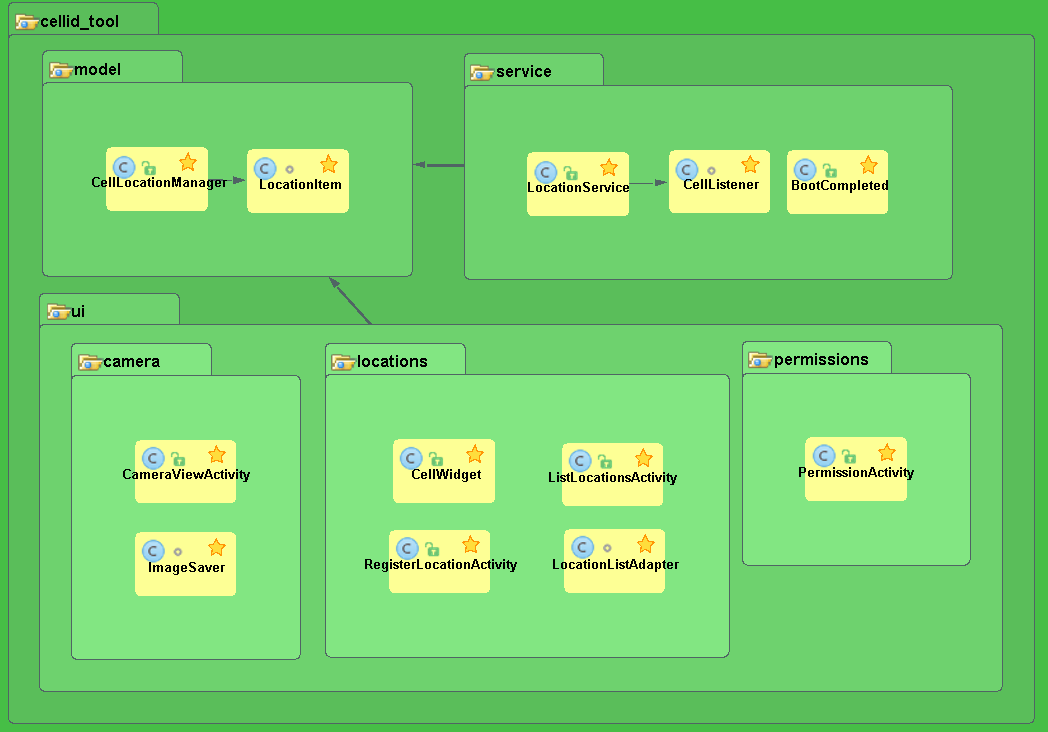 cellid_tool
model
CellLocationManager
LocationItem
service
LocationService
CellListener
BootCompleted
ui
camera
CameraViewActivity
ImageSaver
locations
CellWidget
ListLocationsActivity
RegisterLocationActivity
LocationListAdapter
permissions
PermissionActivity